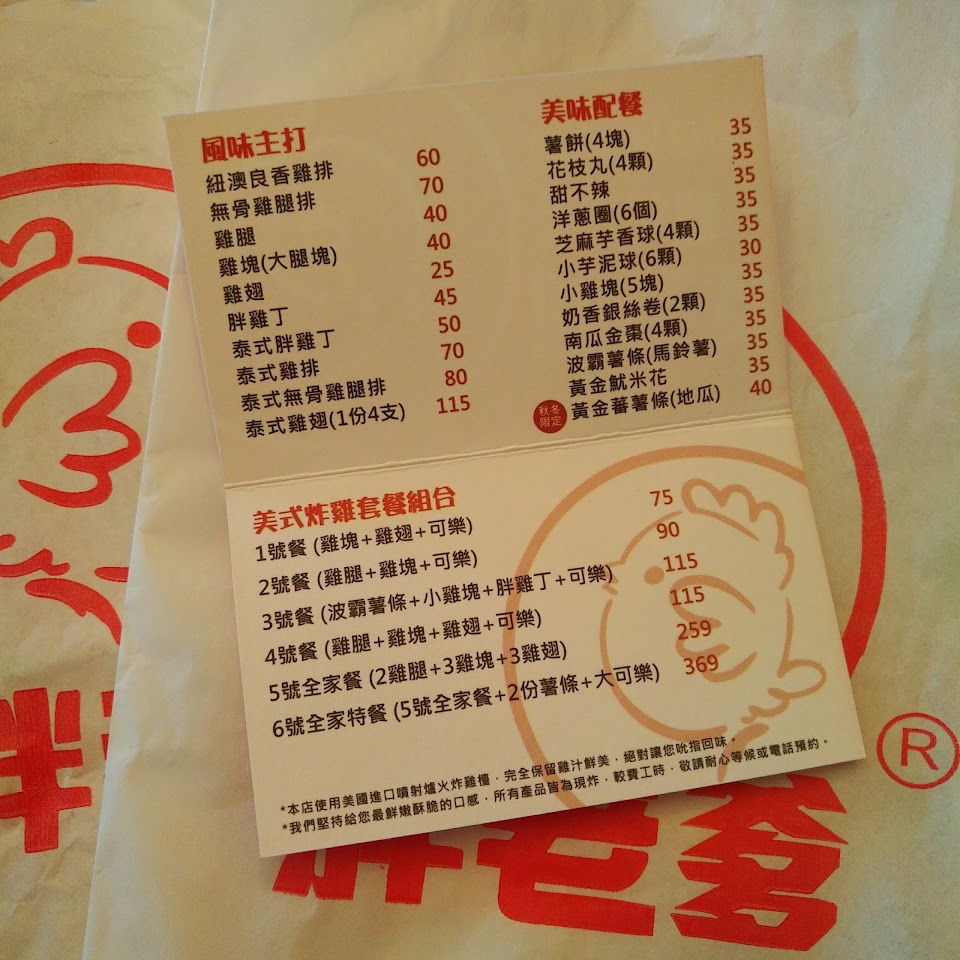 風味主打
紐澳良香雞排 60
無骨雞腿排 70
雞腿 40
雞塊(大腿塊) 40
雞翅 25
胖雞丁 45
泰式胖雞丁 50
泰式雞排 70
泰式無骨雞腿排 80
泰式雞翅(1份4支) 115
美味配餐
薯餅(4塊) 35
花枝丸(4顆) 35
甜不辣 35
洋蔥圈(6個) 35
芝麻芋香球(4顆) 35
小芋泥球(6顆) 30
小雞塊(5塊) 35
奶香銀絲卷(2顆) 35
南瓜金棗(4顆) 35
波霸薯條(馬鈴薯) 35
黃金魷米花 35
秋冬
限定
黃金蕃薯條(地瓜) 40
美式炸雞套餐組合
1號餐 (雞塊+雞翅+可樂) 75
2號餐 (雞腿+雞塊+可樂) 90
3號餐 (波霸薯條+小雞塊+胖雞丁+可樂) 115
4號餐 (雞腿+雞塊+雞翅+可樂) 115
5號全家餐 (2雞腿+3雞塊+3雞翅) 259
6號全家特餐 (5號全家餐+2份薯條+大可樂) 369
*本店使用美國進口噴射爐火炸雞檯，完全保留雞汁鮮美，絕對讓您吮指回味。
*我們堅持給您最鮮嫩酥脆的口感，所有產品皆為現炸，較費工時，敬請耐心等候或電話預約。
胖老爹
®